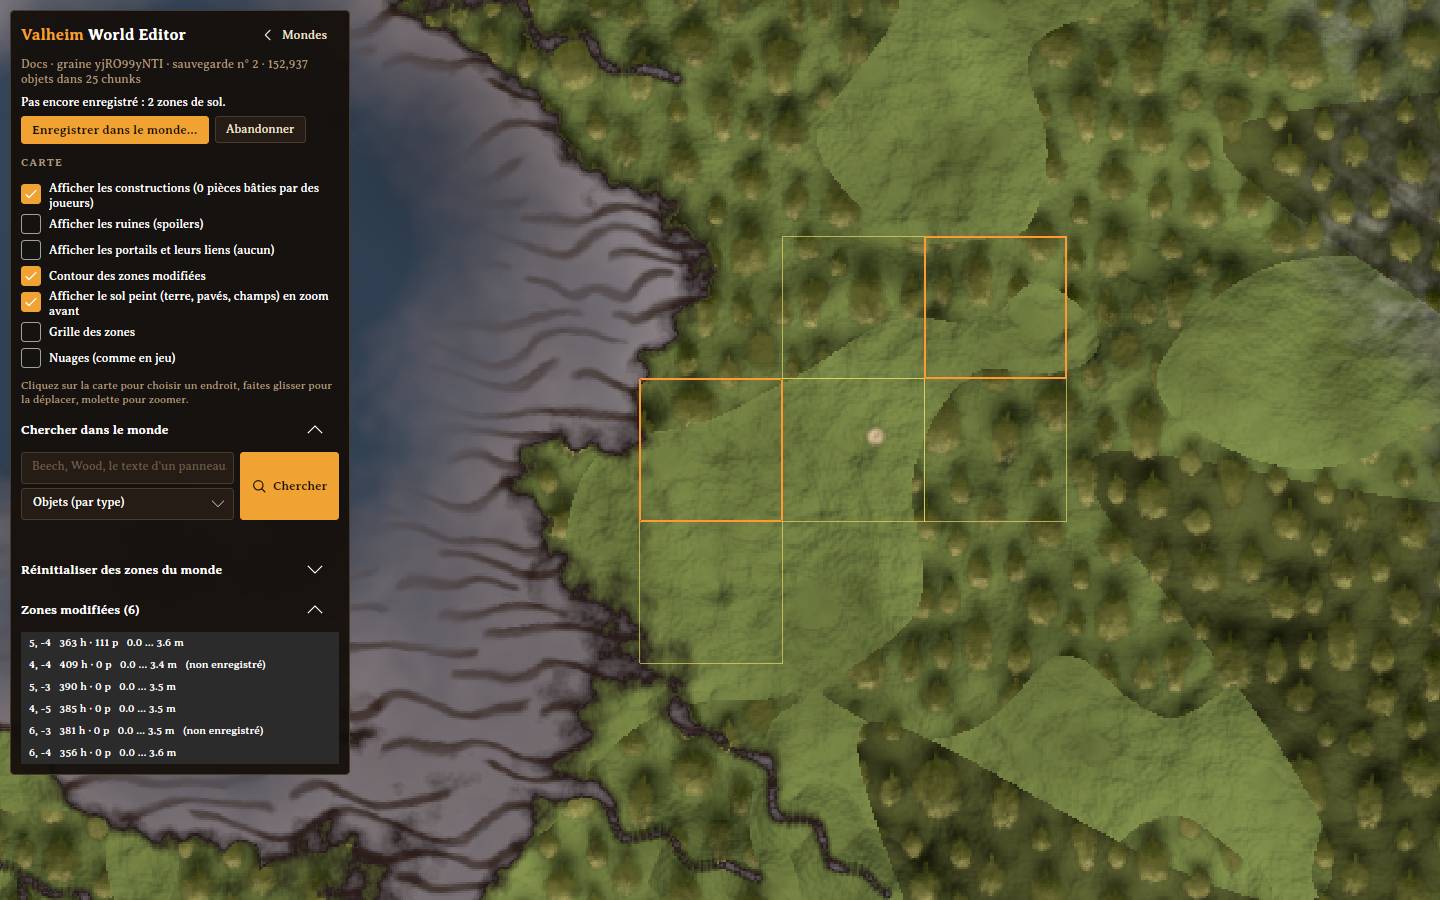 Valheim World Editor
Mondes
Docs · graine yjRO99yNTI · sauvegarde n° 2 · 152,937
objets dans 25 chunks
Pas encore enregistré : 2 zones de sol.
Enregistrer dans le monde...
Abandonner
CARTE
Afficher les constructions (0 pièces bâties par des
joueurs)
Afficher les ruines (spoilers)
Afficher les portails et leurs liens (aucun)
Contour des zones modifiées
Afficher le sol peint (terre, pavés, champs) en zoom
avant
Grille des zones
Nuages (comme en jeu)
Cliquez sur la carte pour choisir un endroit, faites glisser pour
la déplacer, molette pour zoomer.
Chercher dans le monde
Beech, Wood, le texte d'un panneau
Objets (par type)
Chercher
Réinitialiser des zones du monde
Zones modifiées (6)
5, -4 363 h · 111 p 0.0 ... 3.6 m
4, -4 409 h · 0 p 0.0 ... 3.4 m (non enregistré)
5, -3 390 h · 0 p 0.0 ... 3.5 m
4, -5 385 h · 0 p 0.0 ... 3.5 m
6, -3 381 h · 0 p 0.0 ... 3.5 m (non enregistré)
6, -4 356 h · 0 p 0.0 ... 3.6 m